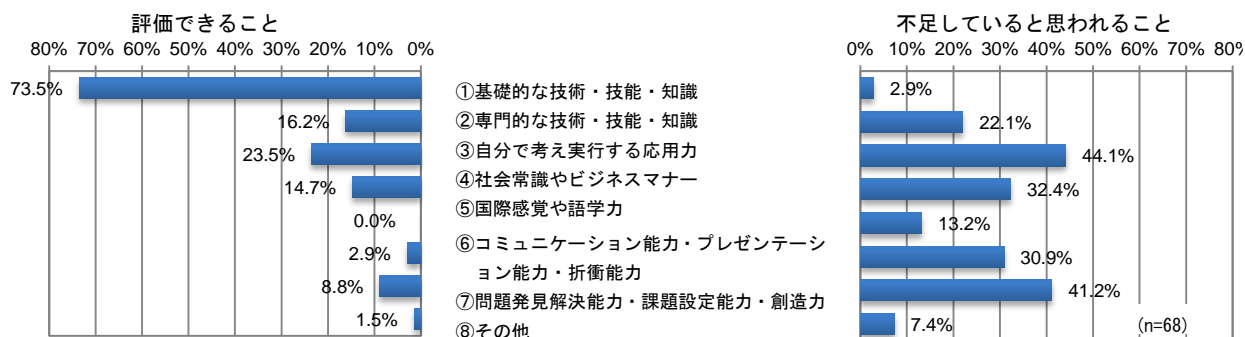 評価できること
80% 70% 60% 50% 40% 30% 20% 10% 0%
73.5%
16.2%
23.5%
14.7%
0.0%
2.9%
8.8%
1.5%
①基礎的な技術・技能・知識
②専門的な技術・技能・知識
③自分で考え実行する応用力
④社会常識やビジネスマナー
⑤国際感覚や語学力
⑥コミュニケーション能力・プレゼンテーシ
ョン能力・折衝能力
⑦問題発見解決能力・課題設定能力・創造力
⑧その他
不足していると思われること
0% 10% 20% 30% 40% 50% 60% 70% 80%
2.9%
22.1%
44.1%
32.4%
13.2%
30.9%
41.2%
7.4%
(n=68)